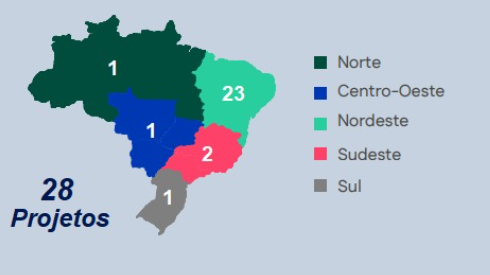 1
23
1
2
1
28
Projetos
Norte
Centro-Oeste
Nordeste
Sudeste
Sul